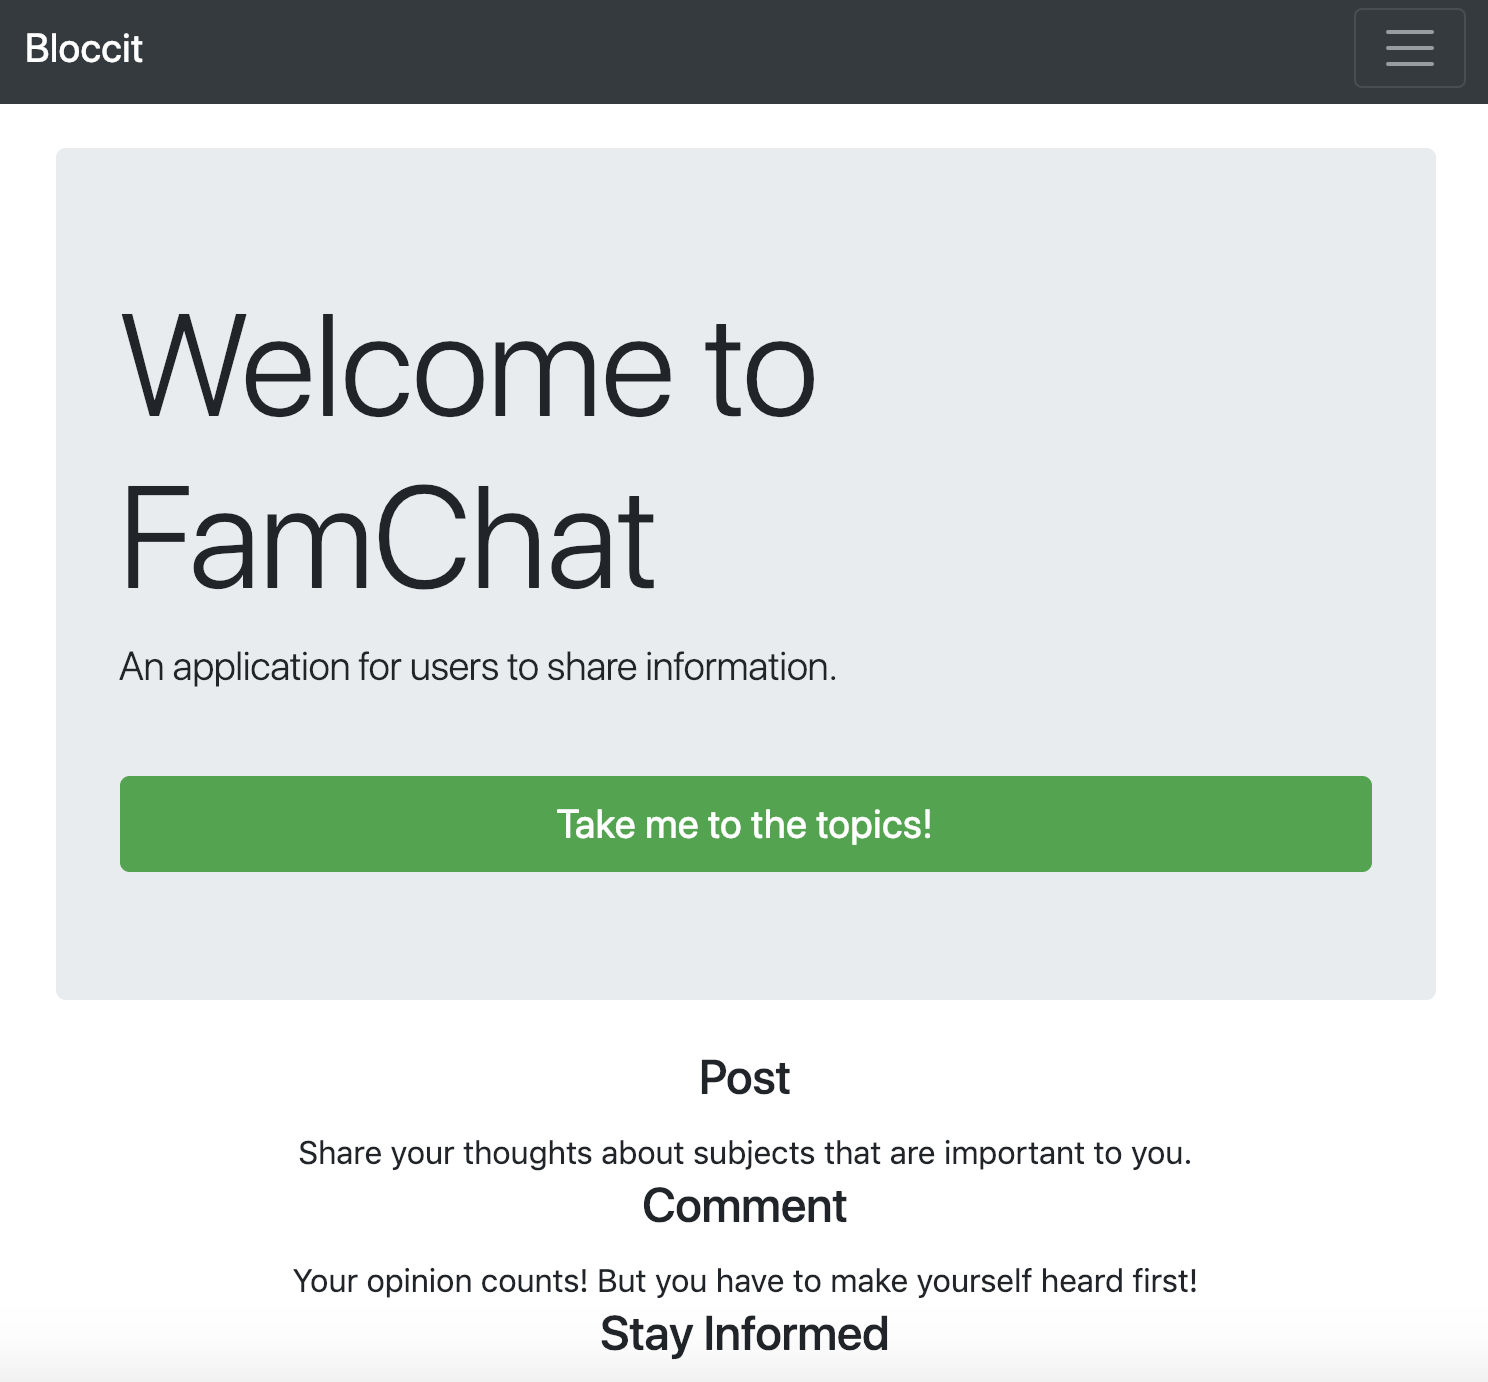 Bloccit
Welcome to
FamChat
An application for users to share information.
Take me to the topics!
Post
Share your thoughts about subjects that are important to you.
Comment
Your opinion counts! But you have to make yourself heard first!
Stay Informed